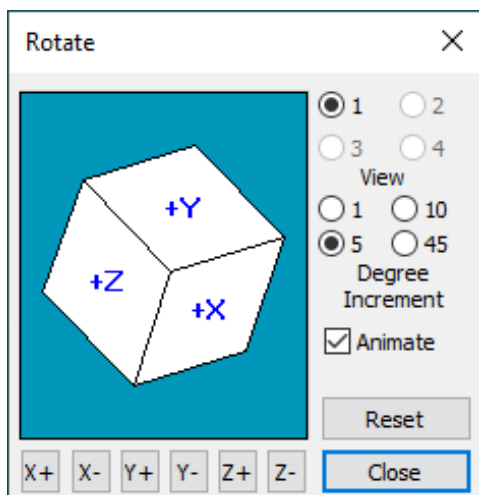 Rotate
1 2
3 4
View
1 10
5 45
Degree
Increment
Animate
Reset
Close
+Y
+Z
+X
X+ X- Y+ Y- Z+ Z-